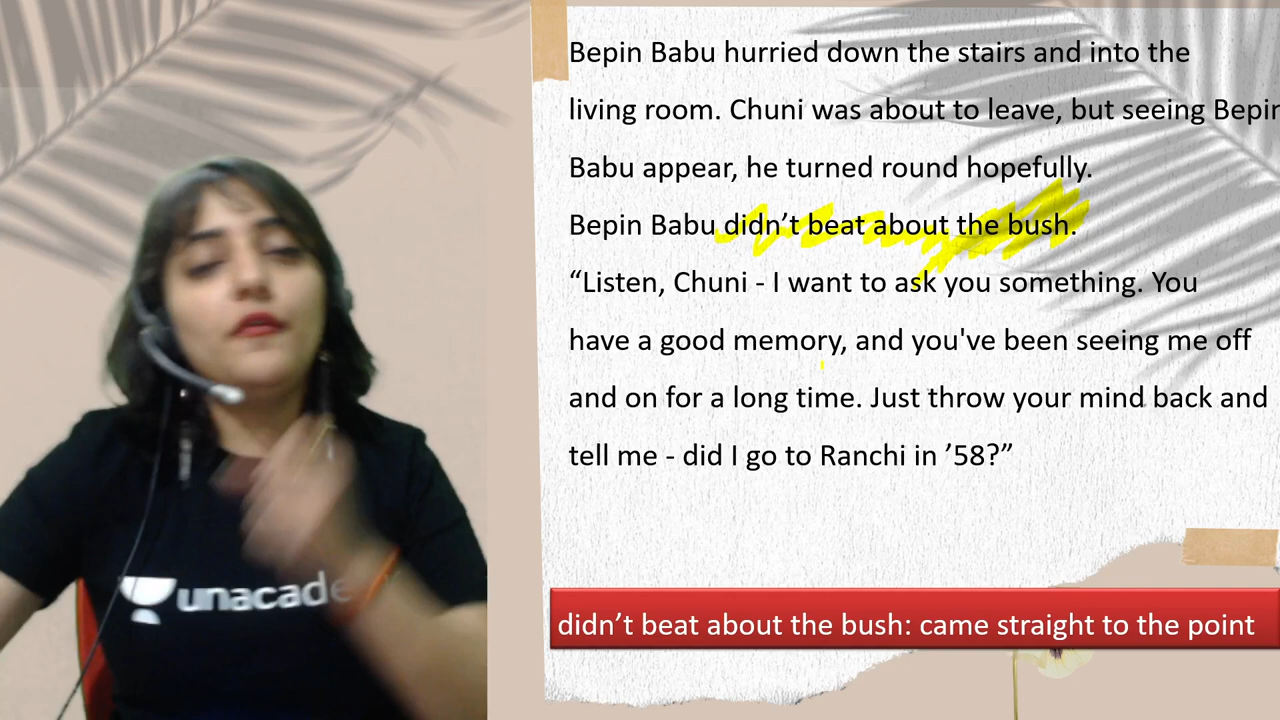 Bepin Babu hurried down the stairs and into the
living room. Chuni was about to leave, but seeing Bepin
Babu appear, he turned round hopefully.
Bepin Babu didn’t beat about the bush.
“Listen, Chuni - I want to ask you something. You
have a good memory, and you've been seeing me off
and on for a long time. Just throw your mind back and
tell me - did I go to Ranchi in ’58?”
didn’t beat about the bush: came straight to the point
unacade